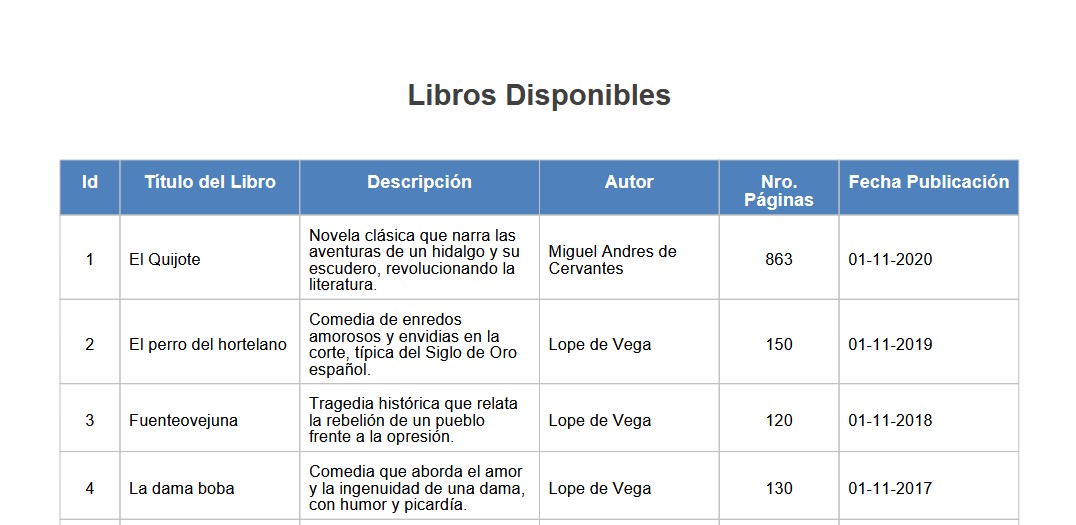 Libros Disponibles
Id
Título del Libro
Descripción
Autor
Nro.
Páginas
Fecha Publicación
1
El Quijote
Novela clásica que narra las
aventuras de un hidalgo y su
escudero, revolucionando la
literatura.
Miguel Andres de
Cervantes
863
01-11-2020
2
El perro del hortelano
Comedia de enredos
amorosos y envidias en la
corte, típica del Siglo de Oro
español.
Lope de Vega
150
01-11-2019
3
Fuenteovejuna
Tragedia histórica que relata
la rebelión de un pueblo
frente a la opresión.
Lope de Vega
120
01-11-2018
4
La dama boba
Comedia que aborda el amor
y la ingenuidad de una dama,
con humor y picardía.
Lope de Vega
130
01-11-2017